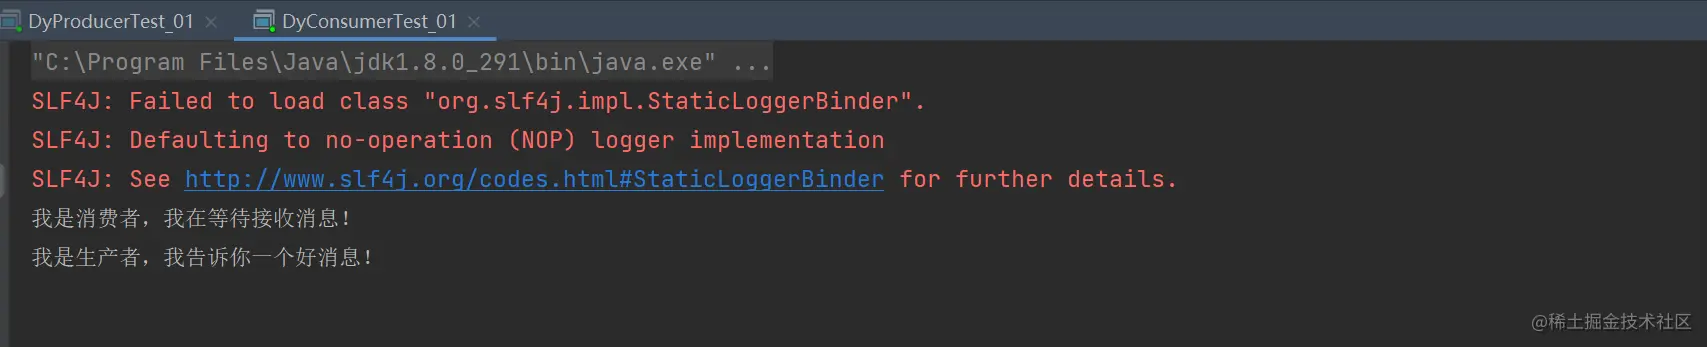 DyProducerTest_01 DyConsumerTest_01
"C:\Program Files\Java\jdk1.8.0_291\bin\java.exe" ...
SLF4J: Failed to load class "org.slf4j.impl.StaticLoggerBinder".
SLF4J: Defaulting to no-operation (NOP) logger implementation
SLF4J: See http://www.slf4j.org/codes.html#StaticLoggerBinder for further details.
我是消费者，我在等待接收消息！
我是生产者，我告诉你一个好消息！
@稀土掘金技术社区